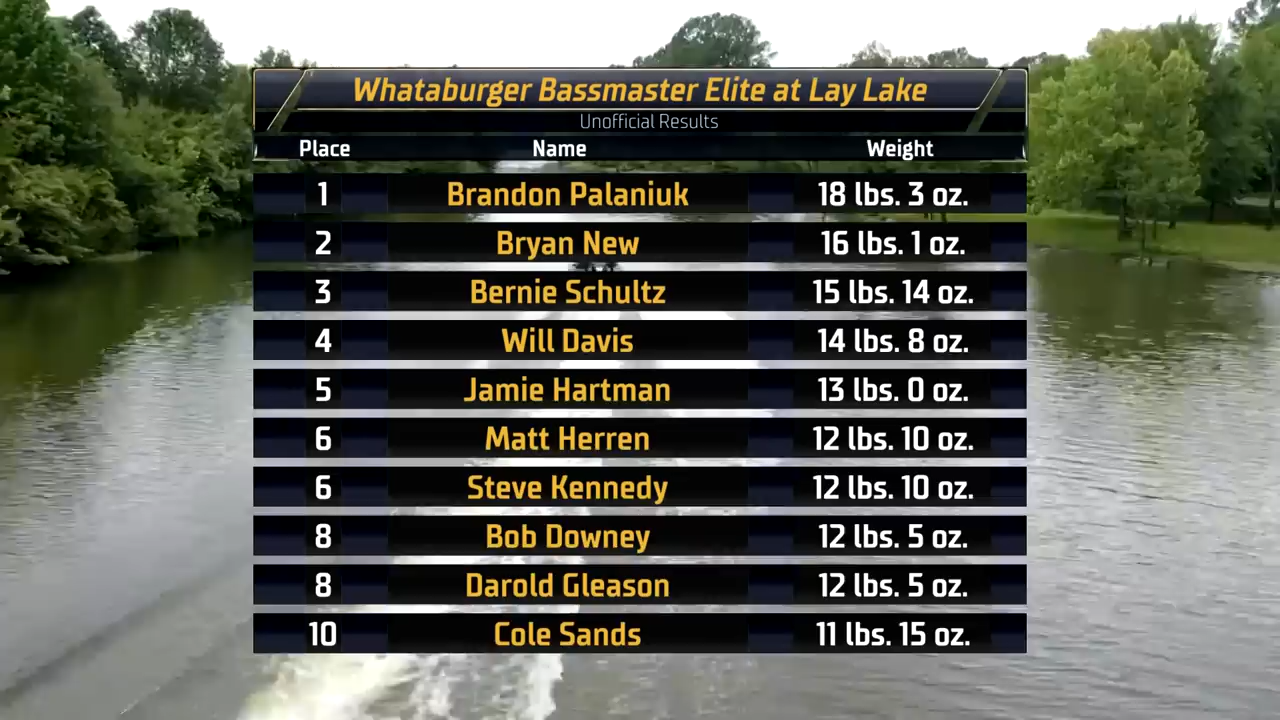 Whataburger Bassmaster Elite at Lay Lake
Unofficial Results
Place Name Weight
1 Brandon Palaniuk 18 lbs. 3 oz.
2 Bryan New 16 lbs. 1 oz.
3 Bernie Schultz 15 lbs. 14 oz.
4 Will Davis 14 lbs. 8 oz.
5 Jamie Hartman 13 lbs. 0 oz.
6 Matt Herren 12 lbs. 10 oz.
6 Steve Kennedy 12 lbs. 10 oz.
8 Bob Downey 12 lbs. 5 oz.
8 Darold Gleason 12 lbs. 5 oz.
10 Cole Sands 11 lbs. 15 oz.